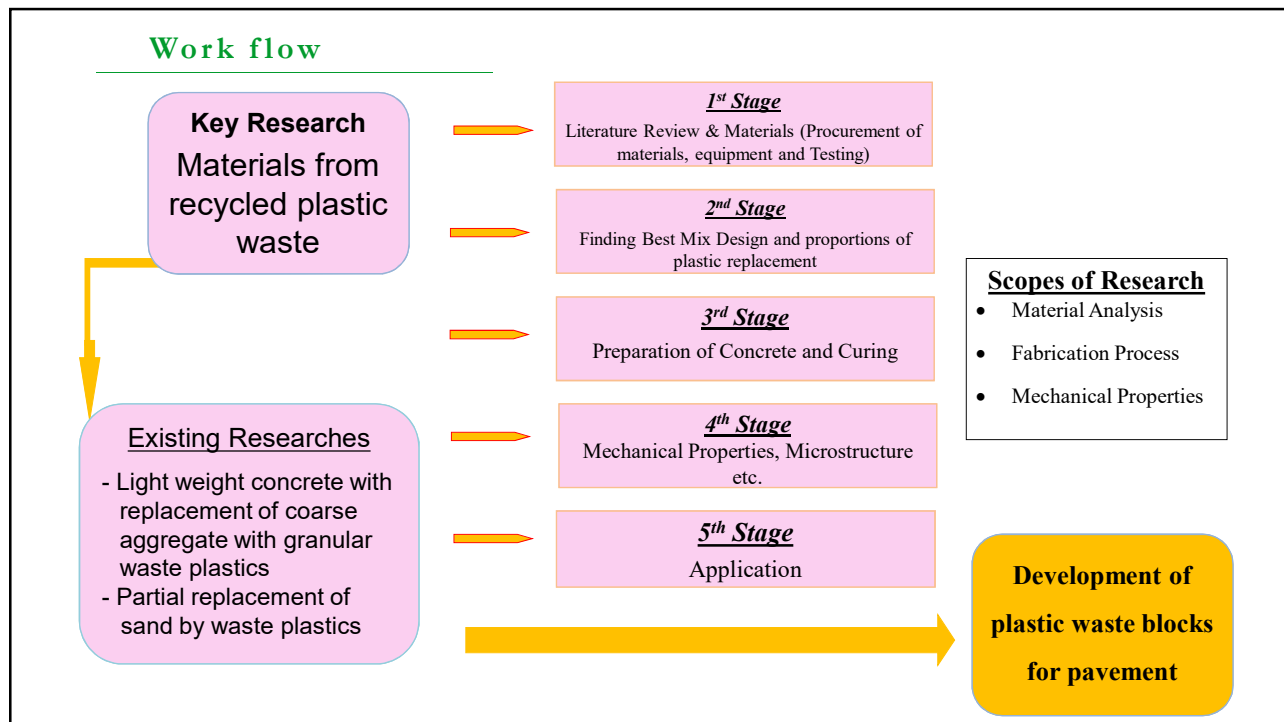 Work flow
Key Research
Materials from
recycled plastic
waste
Existing Researches
- Light weight concrete with
replacement of coarse
aggregate with granular
waste plastics
- Partial replacement of
sand by waste plastics
1st Stage
Literature Review & Materials (Procurement of
materials, equipment and Testing)
2nd Stage
Finding Best Mix Design and proportions of
plastic replacement
3rd Stage
Preparation of Concrete and Curing
4th Stage
Mechanical Properties, Microstructure
etc.
5th Stage
Application
Scopes of Research
• Material Analysis
• Fabrication Process
• Mechanical Properties
Development of
plastic waste blocks
for pavement